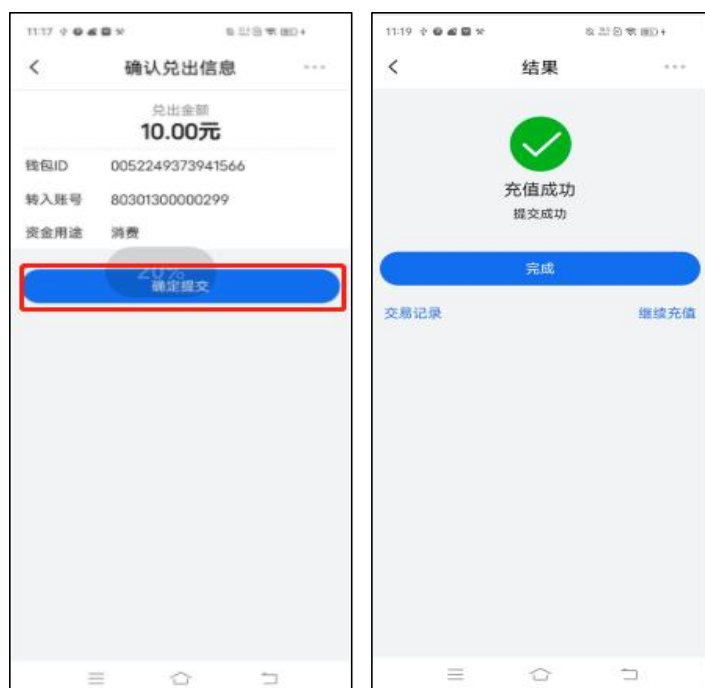 11:17
确认兑出信息
兑出金额
10.00元
钱包ID 0052249373941566
转入账号 80301300000299
资金用途 消费
20%
确定提交
11:19
结果
充值成功
提交成功
完成
交易记录 继续充值